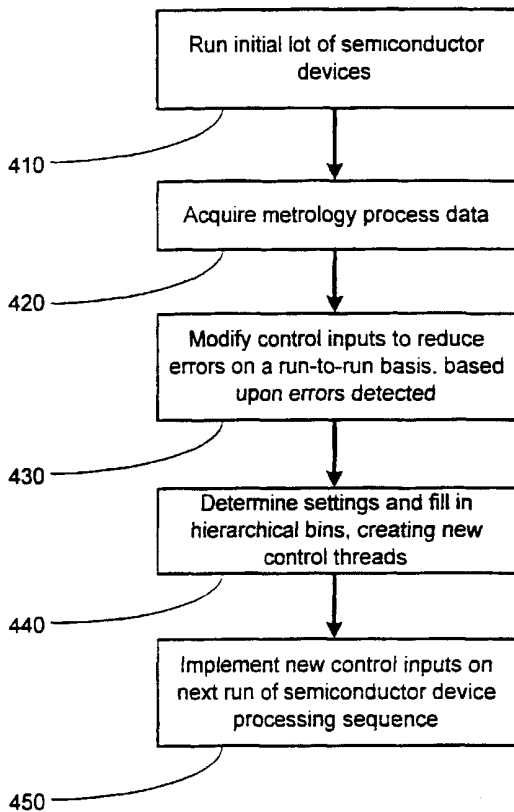 Run initial lot of semiconductor
devices
410
Acquire metrology process data
420
Modify control inputs to reduce
errors on a run-to-run basis, based
upon errors detected
430
Determine settings and fill in
hierarchical bins, creating new
control threads
440
Implement new control inputs on
next run of semiconductor device
processing sequence
450